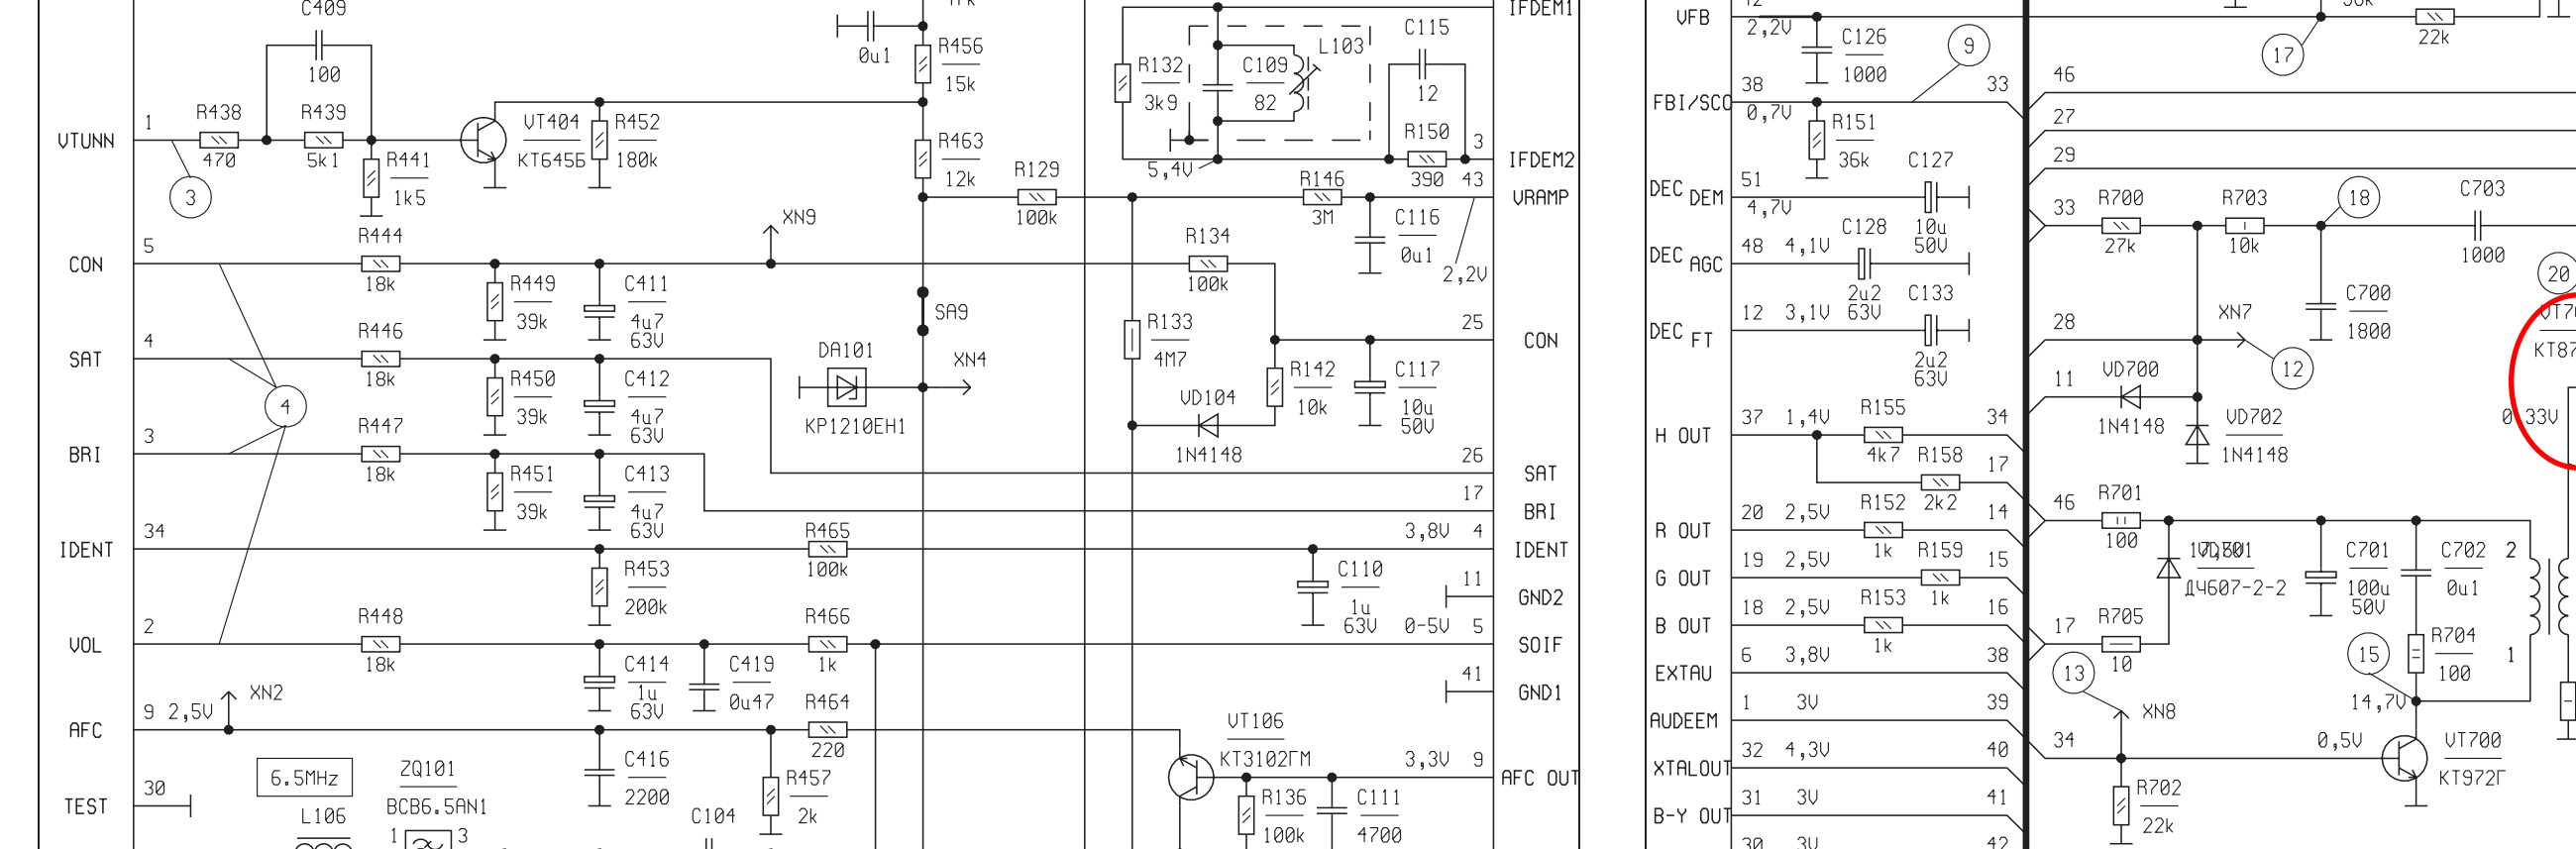 C409
100
R438
470
R439
5k1
R441
1k5
VT404
КТ645Б
R452
180k
0u1
R456
15k
R463
12k
R129
100k
VTUNN
1
3
CON
5
R444
18k
R449
39k
C411
4u7
63V
XN9
SAT
4
R446
18k
R450
39k
C412
4u7
63V
4
BRI
3
R447
18k
R451
39k
C413
4u7
63V
SA9
DA101
КР1210ЕН1
XN4
IDENT
34
R453
200k
R465
100k
VOL
2
R448
18k
C414
1u
63V
C419
0u47
R466
1k
AFC
9
2,5V
XN2
C416
2200
R457
2k
R464
220
TEST
30
6.5MHz
L106
ZQ101
BCB6.5AN1
1
3
C104
IFDEM1
R132
3k9
C109
82
L103
C115
12
R150
390
5,4V
3
IFDEM2
R146
3M
C116
0u1
43
VRAMP
2,2V
R134
100k
R133
4M7
VD104
1N4148
R142
10k
C117
10u
50V
25
CON
26
SAT
17
BRI
3,8V
4
IDENT
C110
1u
63V
11
GND2
0-5V
5
SOIF
41
GND1
VT106
КТ3102ГМ
R136
100k
C111
4700
3,3V
9
AFC OUT
VFB
12
2,2V
C126
1000
FBI/SCO
38
0,7V
R151
36k
9
33
DEC DEM
51
4,7V
C127
10u
50V
DEC AGC
48
4,1V
C128
2u2
63V
DEC FT
12
3,1V
C133
2u2
63V
H OUT
37
1,4V
R155
4k7
34
R158
2k2
17
R OUT
20
2,5V
R152
1k
14
G OUT
19
2,5V
R159
1k
15
B OUT
18
2,5V
R153
1k
16
EXTAU
6
3,8V
38
AUDEEM
1
3V
39
XTALOUT
32
4,3V
40
B-Y OUT
31
3V
41
30
3V
42
17
22k
46
27
29
33
R700
27k
R703
10k
18
C703
1000
C700
1800
20
28
XN7
12
11
VD700
1N4148
VD702
1N4148
0,33V
46
R701
100
VD701
Д4607-2-2
C701
100u
50V
C702
0u1
2
1
17
R705
10
R704
100
15
14,7V
13
XN8
34
R702
22k
0,5V
VT700
КТ972Г